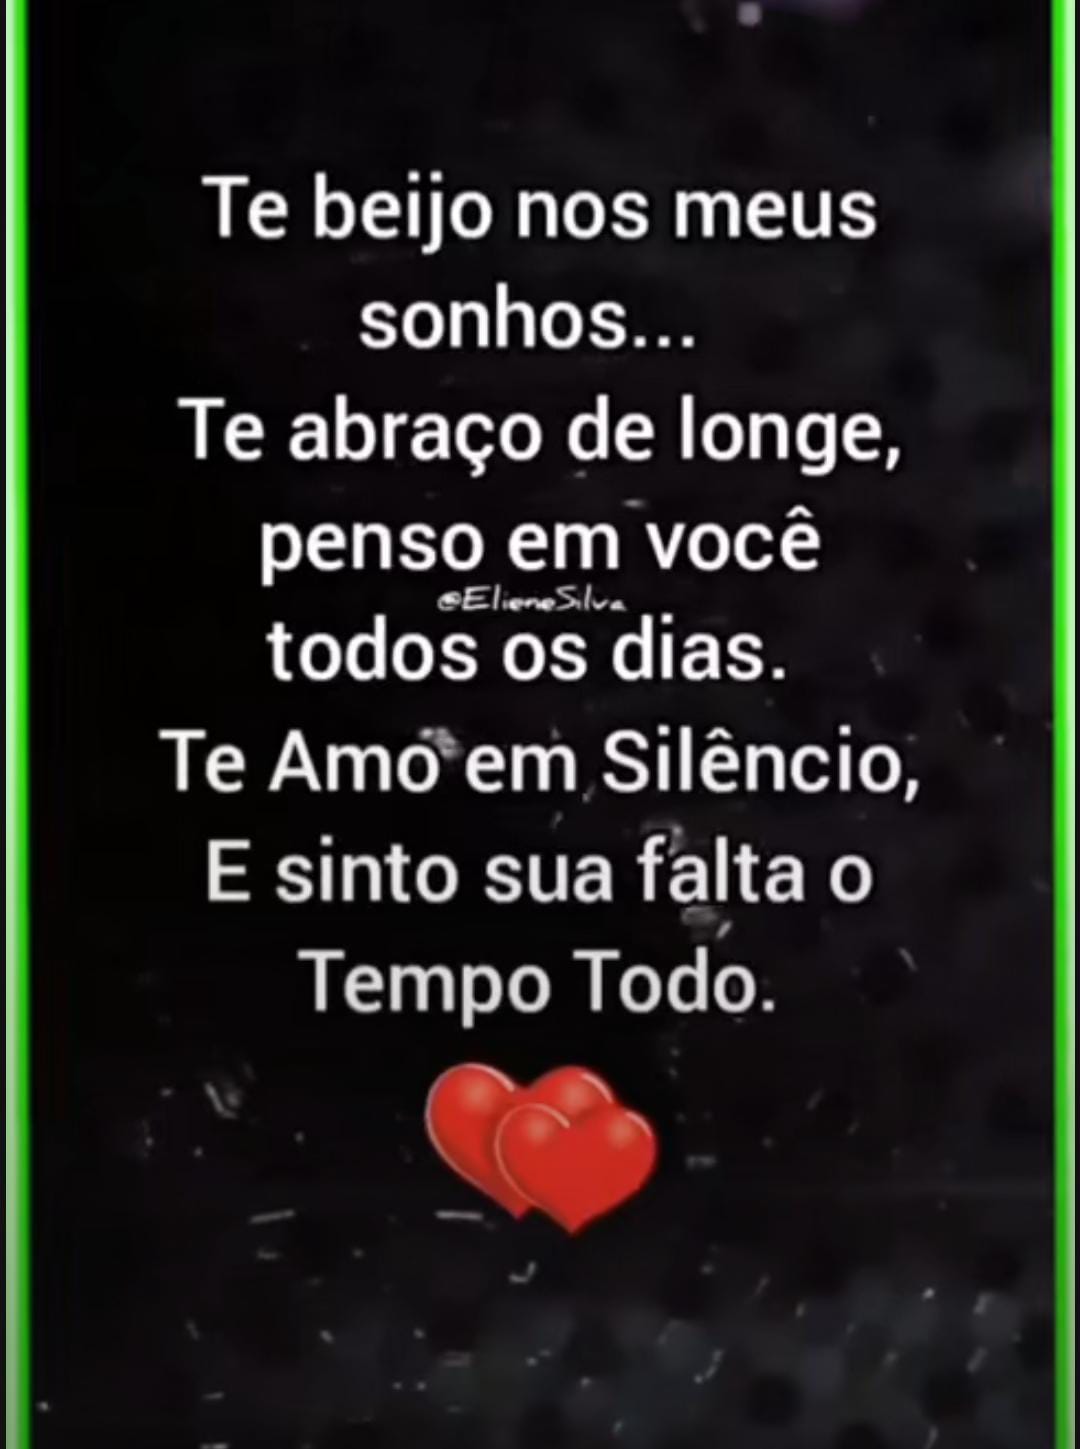 Te beijo nos meus
sonhos...
Te abraço de longe,
penso em você
@ElieneSilva
todos os dias.
Te Amo em Silêncio,
E sinto sua falta o
Tempo Todo.